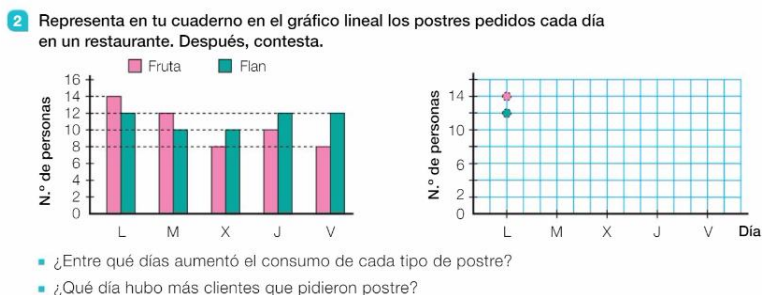 2 Representa en tu cuaderno en el gráfico lineal los postres pedidos cada día
en un restaurante. Después, contesta.
Fruta Flan
N.º de personas
16
14
12
10
8
6
4
2
0
L M X J V
N.º de personas
14
10
6
2
0
L M X J V Día
¿Entre qué días aumentó el consumo de cada tipo de postre?
¿Qué día hubo más clientes que pidieron postre?